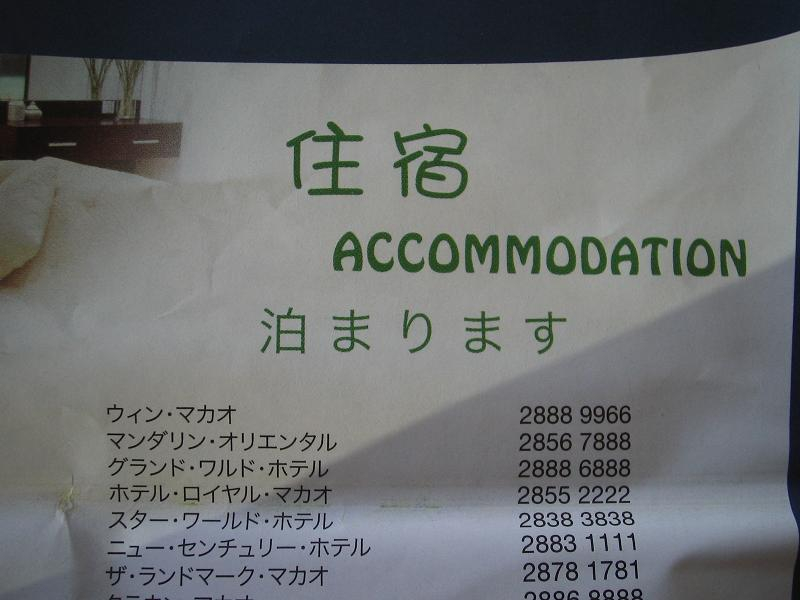 住宿
ACCOMMODATION
泊まります
ウィン・マカオ 2888 9966
マンダリン・オリエンタル 2856 7888
グランド・ワルド・ホテル 2888 6888
ホテル・ロイヤル・マカオ 2855 2222
スター・ワールド・ホテル 2838 3838
ニュー・センチュリー・ホテル 2883 1111
ザ・ランドマーク・マカオ 2878 1781
2886 8888